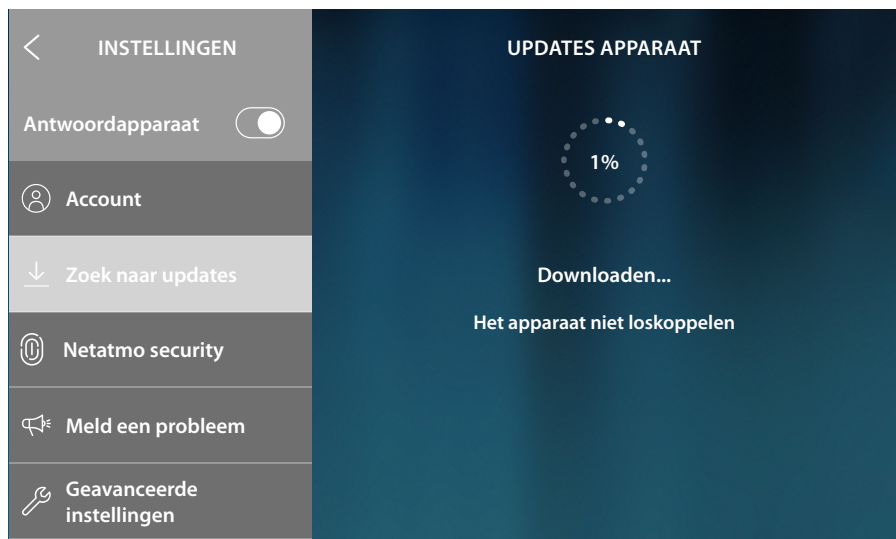 INSTELLINGEN
Antwoordapparaat
Account
Zoek naar updates
Netatmo security
Meld een probleem
Geavanceerde
instellingen
UPDATES APPARAAT
1%
Downloaden...
Het apparaat niet loskoppelen